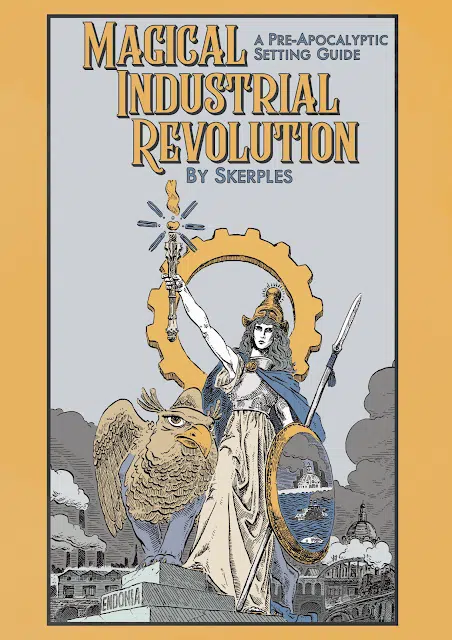 Magical
A Pre-Apocalyptic
Setting Guide
Industrial
Revolution
By Skerples
ENDONIA